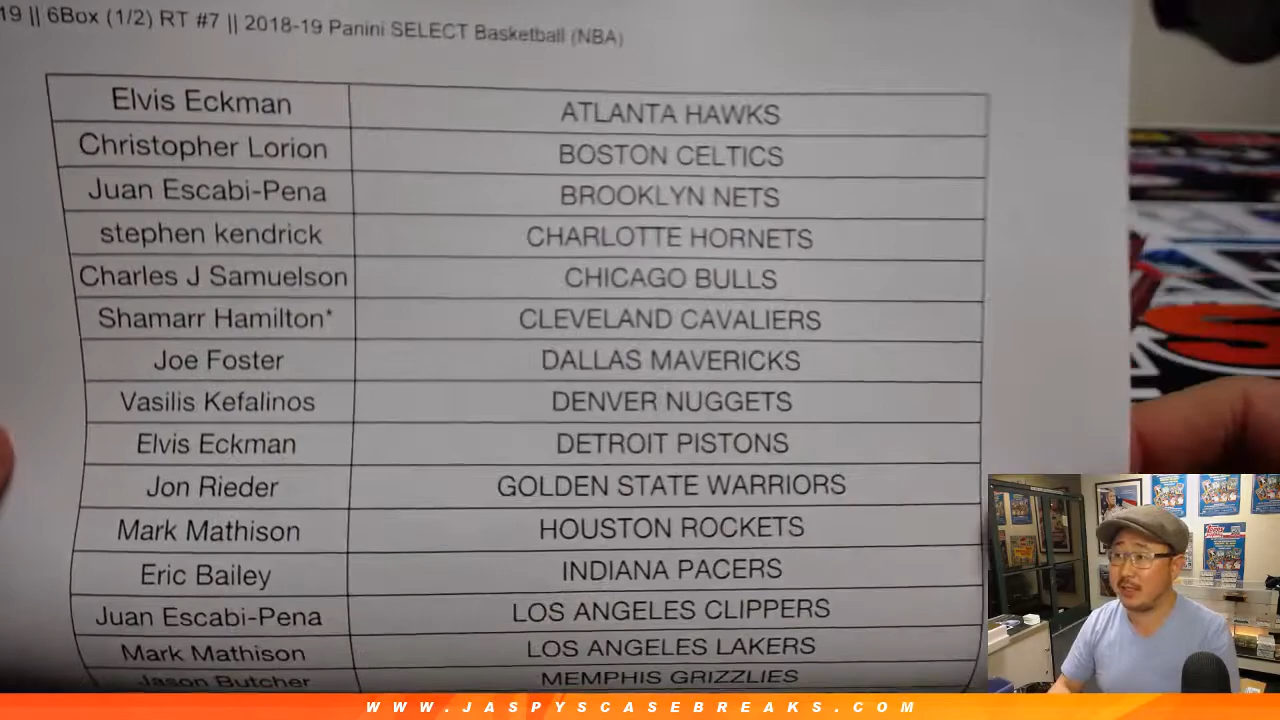 19 || 6Box (1/2) RT #7 || 2018-19 Panini SELECT Basketball (NBA)
Elvis Eckman ATLANTA HAWKS
Christopher Lorion BOSTON CELTICS
Juan Escabi-Pena BROOKLYN NETS
stephen kendrick CHARLOTTE HORNETS
Charles J Samuelson CHICAGO BULLS
Shamarr Hamilton* CLEVELAND CAVALIERS
Joe Foster DALLAS MAVERICKS
Vasilis Kefalinos DENVER NUGGETS
Elvis Eckman DETROIT PISTONS
Jon Rieder GOLDEN STATE WARRIORS
Mark Mathison HOUSTON ROCKETS
Eric Bailey INDIANA PACERS
Juan Escabi-Pena LOS ANGELES CLIPPERS
Mark Mathison LOS ANGELES LAKERS
Jason Butcher MEMPHIS GRIZZLIES
Topps
WWW.JASPYSCASEBREAKS.COM